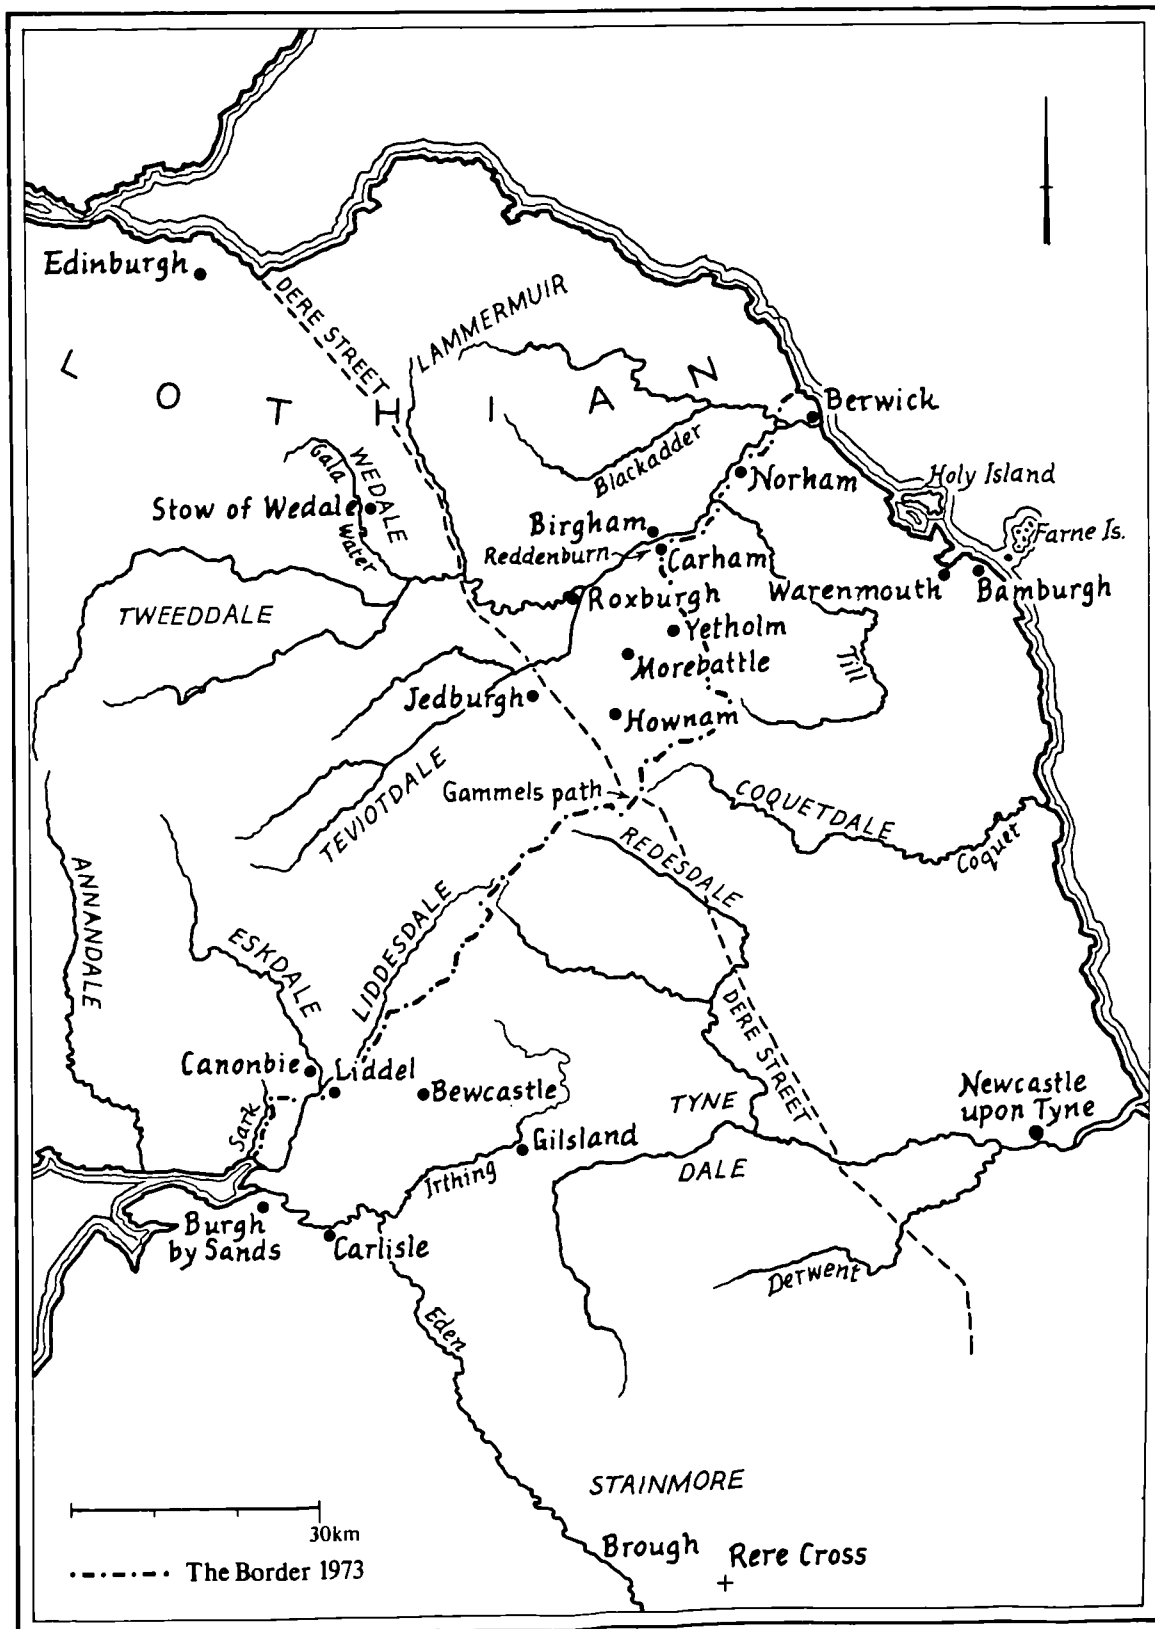 Edinburgh
DERE STREET
LAMMERMUIR
LOTHIAN
Berwick
Blackadder
Gala
Water
WEDALE
Stow of Wedale
Norham
Holy Island
Farne Is.
Birgham
Reddenburn
Carham
Warenmouth
Bamburgh
Roxburgh
TWEEDDALE
Yetholm
Morebattle
Till
Jedburgh
Hownam
Gammels path
COQUETDALE
Coquet
TEVIOTDALE
REDESDALE
ANNANDALE
LIDDESDALE
ESKDALE
DERE STREET
Canonbie
Liddel
Bewcastle
Newcastle
upon Tyne
Sark
TYNE
DALE
Gilsland
Irthing
Burgh
by Sands
Carlisle
Derwent
Eden
STAINMORE
Brough
Rere Cross
30km
The Border 1973